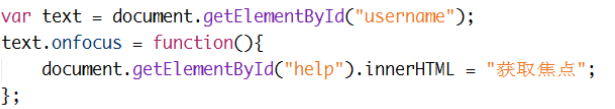 var text = document.getElementById("username");
text.onfocus = function(){
    document.getElementById("help").innerHTML = "获取焦点";
};